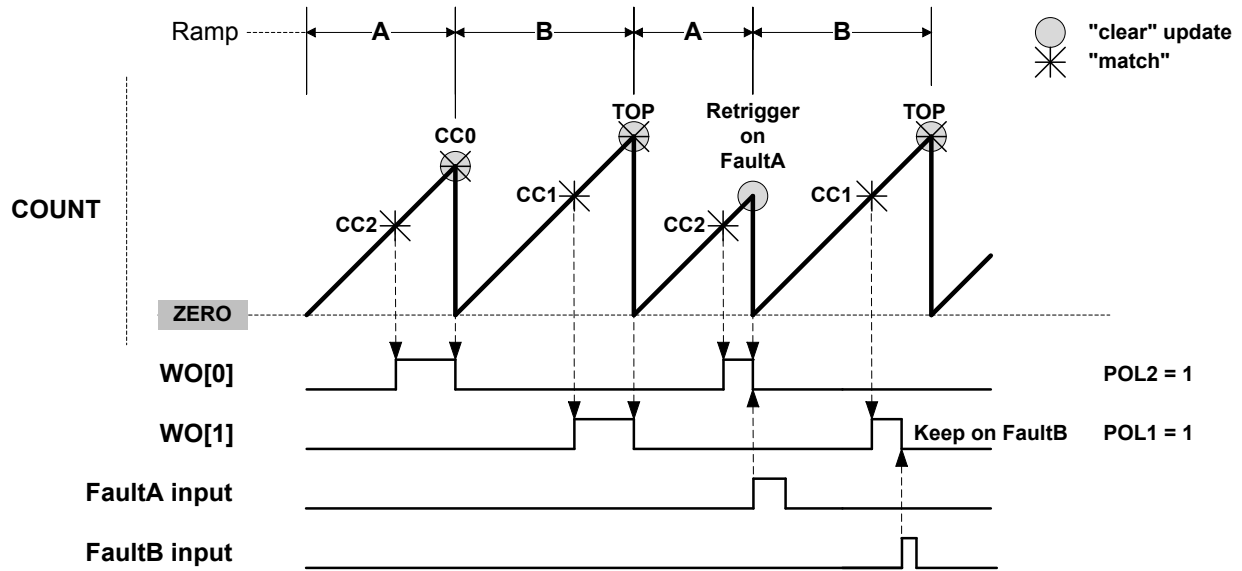 Ramp A B A B
"clear" update
"match"
TOP Retrigger TOP
CC0 on
FaultA
CC1 CC1
COUNT CC2 CC2
ZERO
WO[0] POL2 = 1
WO[1] Keep on FaultB POL1 = 1
FaultA input
FaultB input